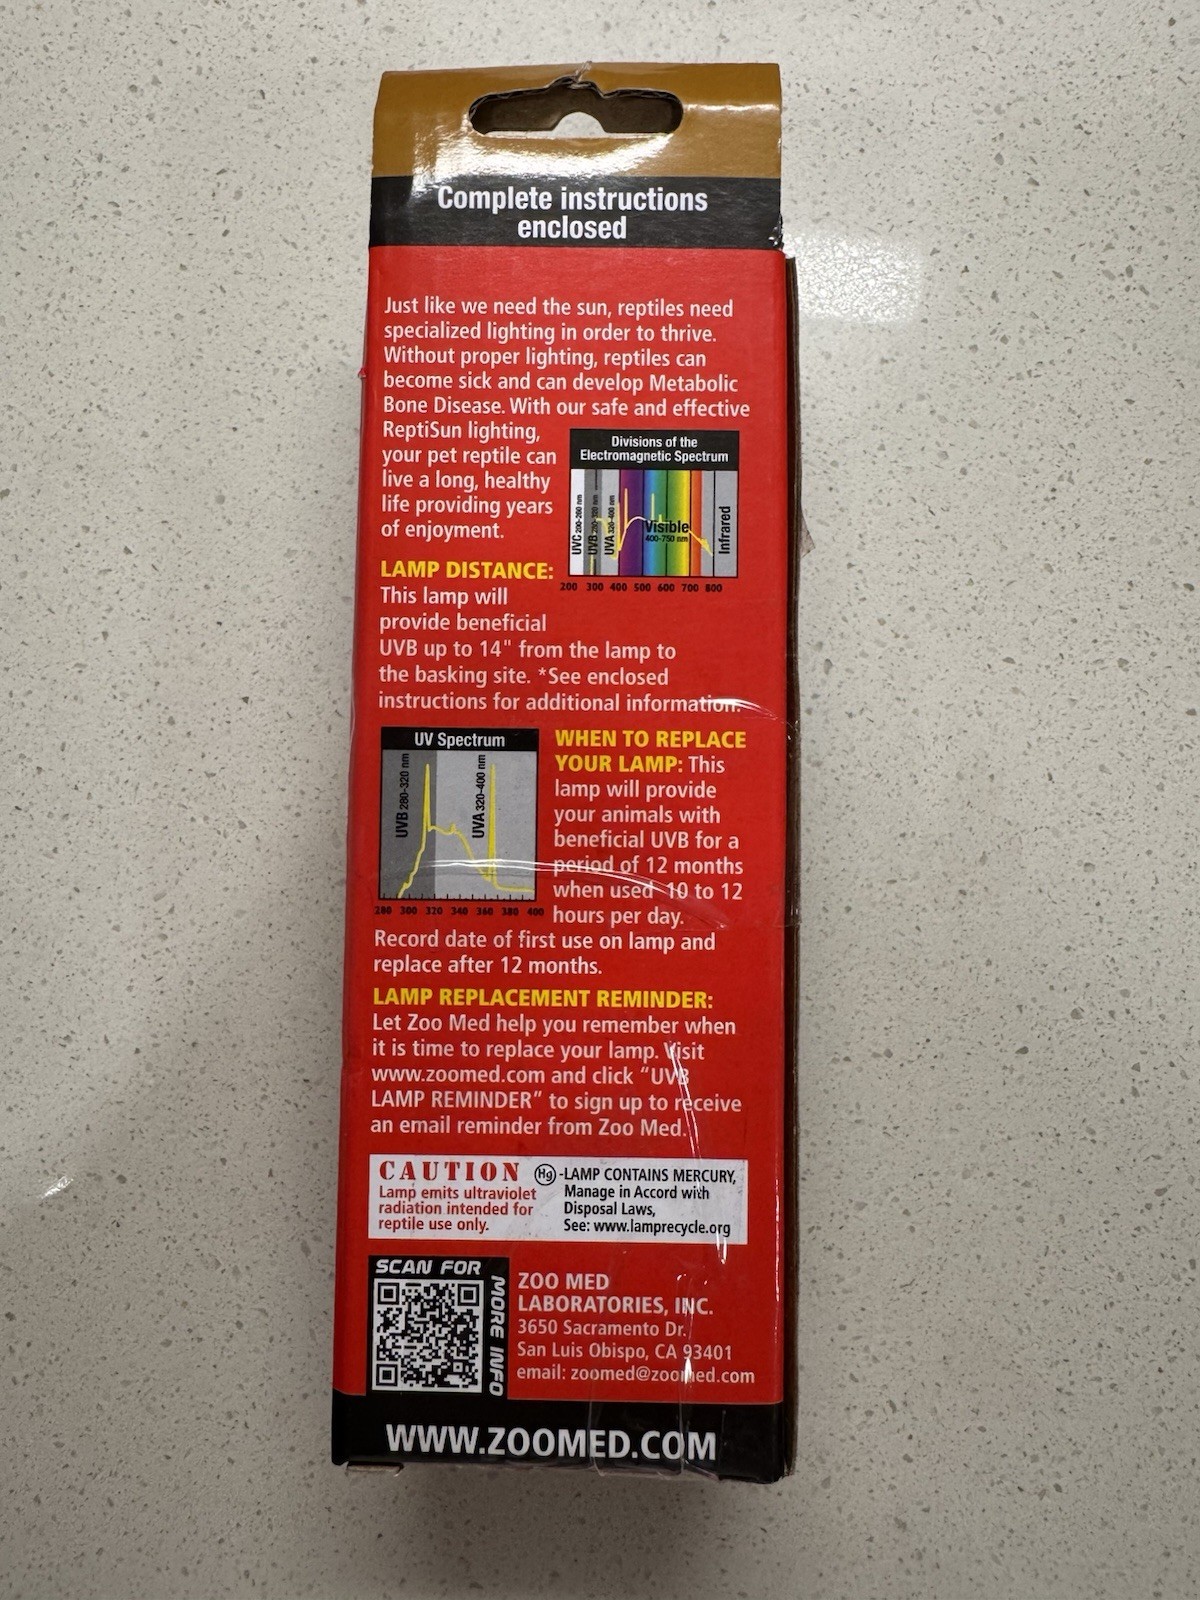 Complete instructions
enclosed
Just like we need the sun, reptiles need
specialized lighting in order to thrive.
Without proper lighting, reptiles can
become sick and can develop Metabolic
Bone Disease. With our safe and effective
ReptiSun lighting,
your pet reptile can
live a long, healthy
life providing years
of enjoyment.
Divisions of the
Electromagnetic Spectrum
UVC 200-280 nm
UVB 280-320 nm
UVA 320-400 nm
Visible
400-750 nm
Infrared
200 300 400 500 600 700 800
LAMP DISTANCE:
This lamp will
provide beneficial
UVB up to 14" from the lamp to
the basking site. *See enclosed
instructions for additional information.
UV Spectrum
UVB 280-320 nm
UVA 320-400 nm
280 300 320 340 360 380 400
WHEN TO REPLACE
YOUR LAMP: This
lamp will provide
your animals with
beneficial UVB for a
period of 12 months
when used 10 to 12
hours per day.
Record date of first use on lamp and
replace after 12 months.
LAMP REPLACEMENT REMINDER:
Let Zoo Med help you remember when
it is time to replace your lamp. Visit
www.zoomed.com and click “UVB
LAMP REMINDER” to sign up to receive
an email reminder from Zoo Med.
CAUTION
Lamp emits ultraviolet
radiation intended for
reptile use only.
Hg -LAMP CONTAINS MERCURY,
Manage in Accord with
Disposal Laws,
See: www.lamprecycle.org
SCAN FOR
MORE INFO
ZOO MED
LABORATORIES, INC.
3650 Sacramento Dr.
San Luis Obispo, CA 93401
email: zoomed@zoomed.com
WWW.ZOOMED.COM